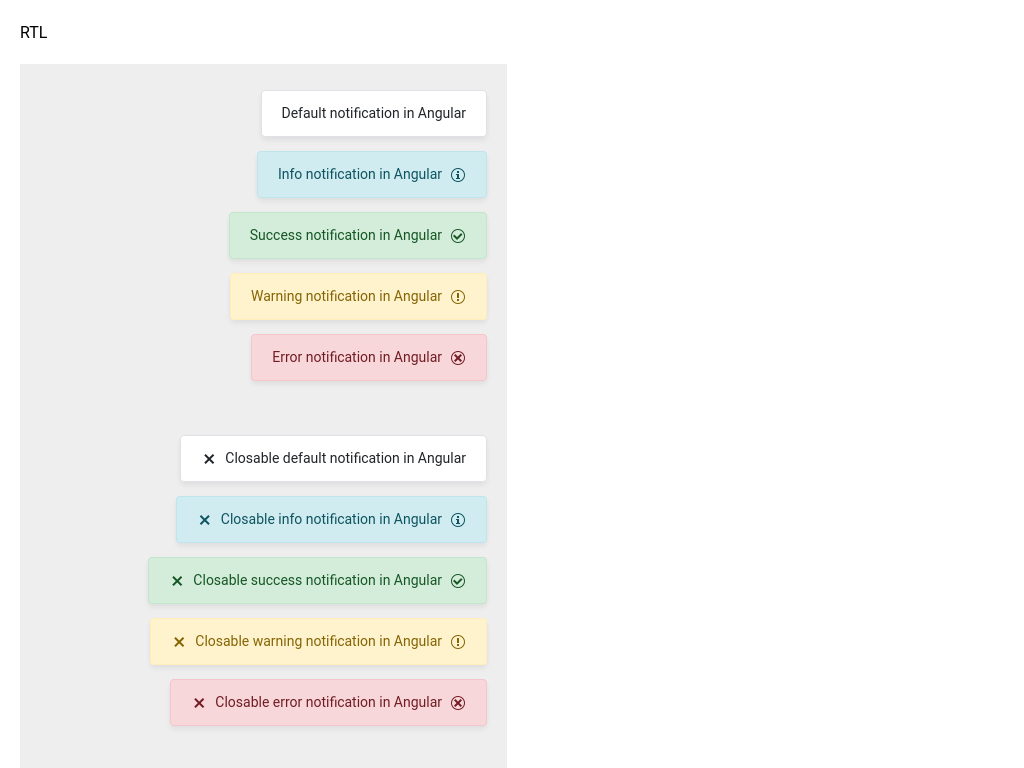 RTL
Default notification in Angular
Info notification in Angular
Success notification in Angular
Warning notification in Angular
Error notification in Angular
Closable default notification in Angular
Closable info notification in Angular
Closable success notification in Angular
Closable warning notification in Angular
Closable error notification in Angular